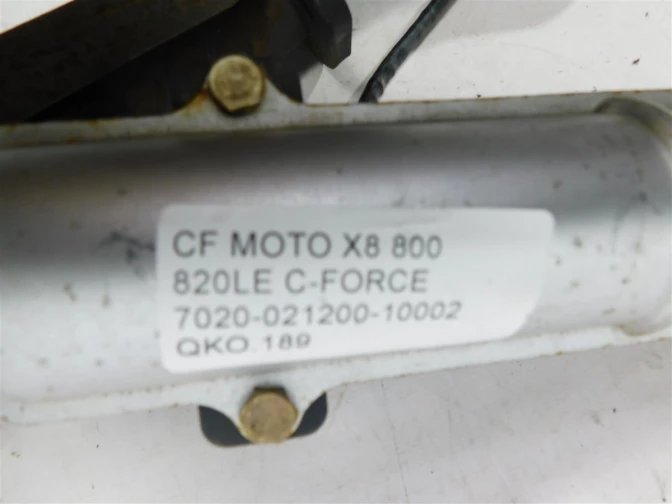 CF MOTO X8 800
820LE C-FORCE
7020-021200-10002
QKO.189